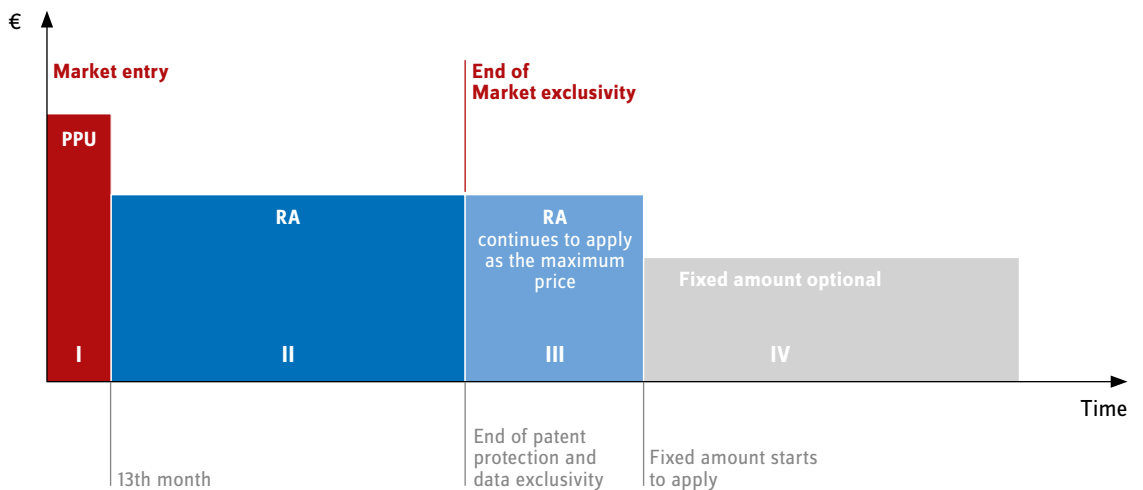 €
Market entry
End of
Market exclusivity
PPU
RA
RA
continues to apply
as the maximum
price
Fixed amount optional
I
II
III
IV
Time
13th month
End of patent
protection and
data exclusivity
Fixed amount starts
to apply